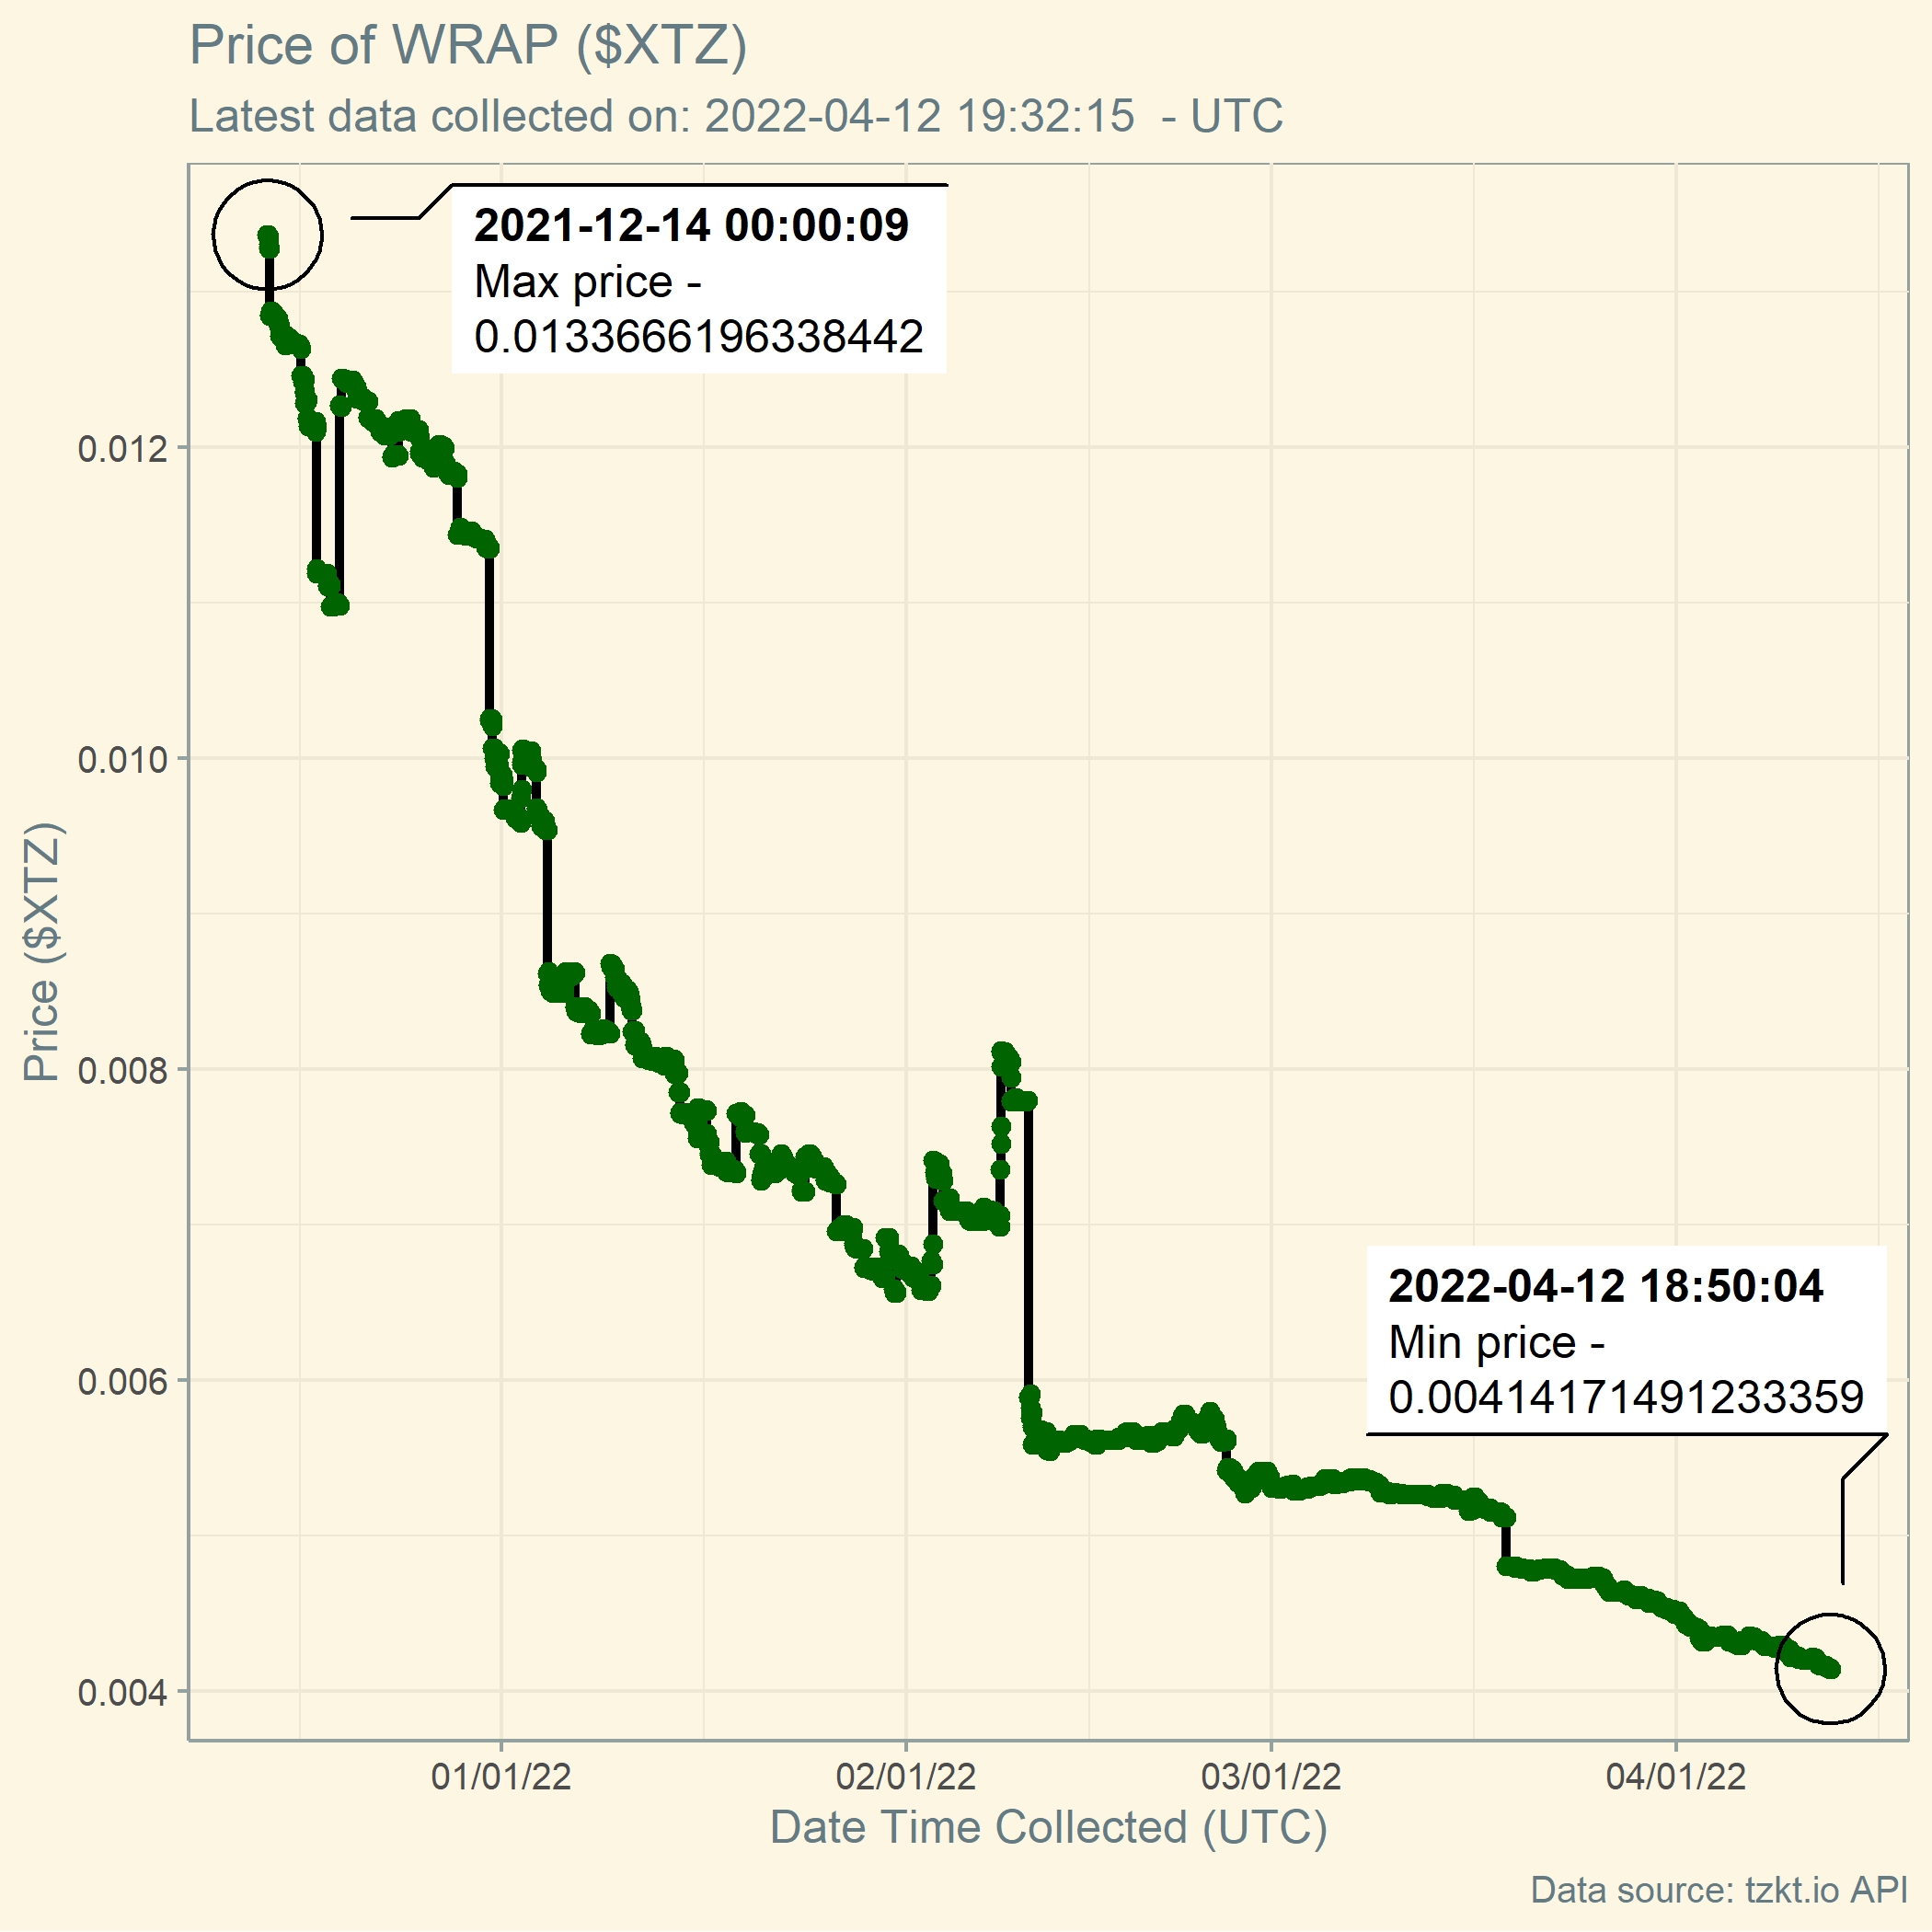 Price of WRAP ($XTZ)
Latest data collected on: 2022-04-12 19:32:15  - UTC
2021-12-14 00:00:09
Max price -
0.0133666196338442
0.012
0.010
0.008
0.006
0.004
Price ($XTZ)
2022-04-12 18:50:04
Min price -
0.00414171491233359
01/01/22
02/01/22
03/01/22
04/01/22
Date Time Collected (UTC)
Data source: tzkt.io API